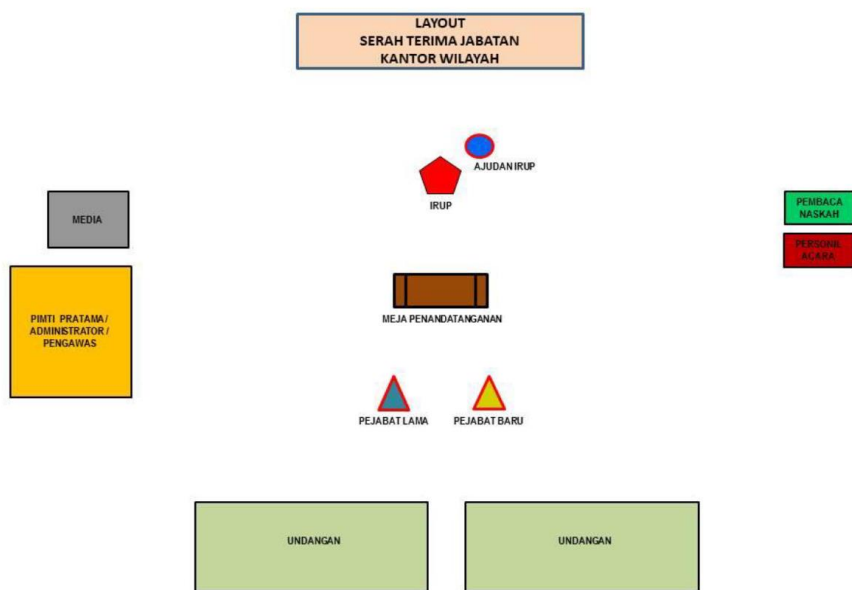 LAYOUT
SERAH TERIMA JABATAN
KANTOR WILAYAH
AJUDAN IRUP
IRUP
MEDIA
PEMBACA
NASKAH
PERSONIL
ACARA
PIMTI PRATAMA /
ADMINISTRATOR /
PENGAWAS
MEJA PENANDATANGANAN
PEJABAT LAMA
PEJABAT BARU
UNDANGAN
UNDANGAN